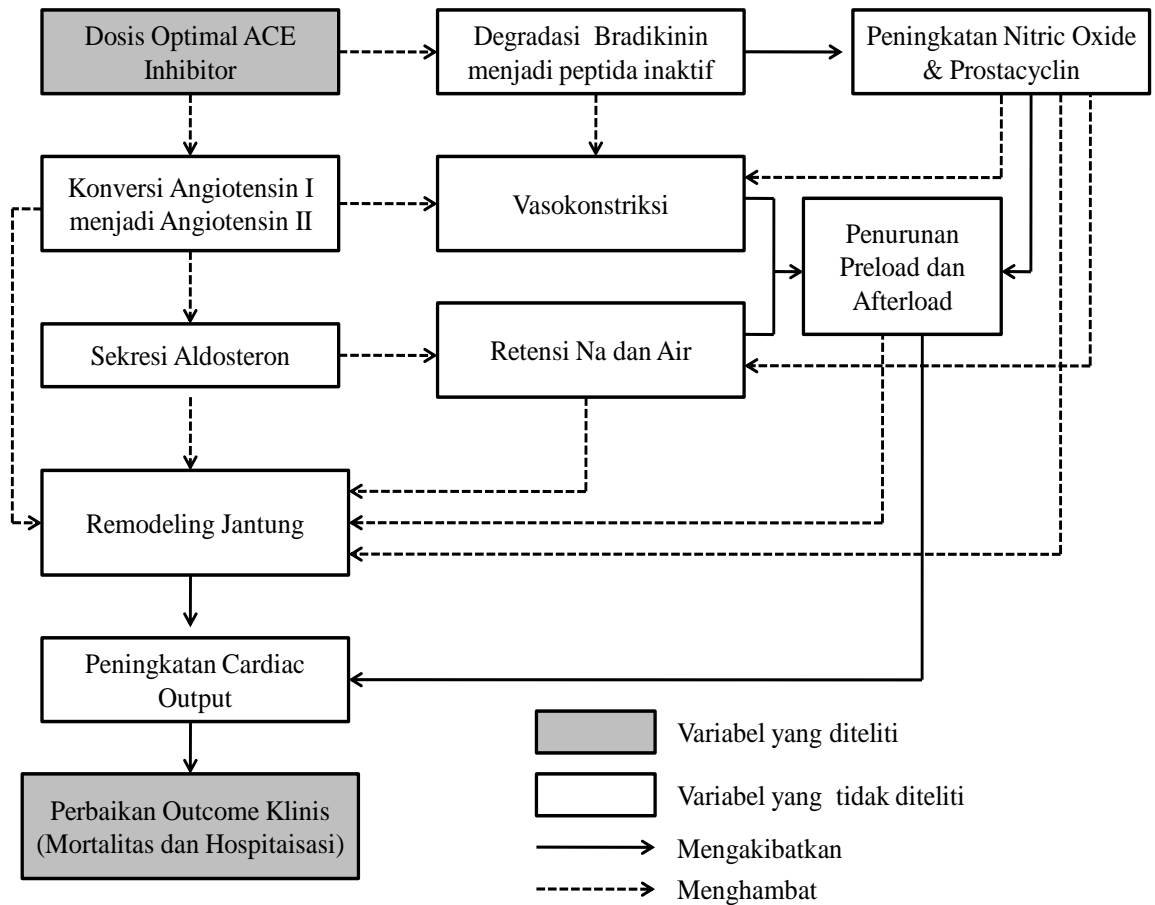 Dosis Optimal ACE
Inhibitor
Degradasi Bradikinin
menjadi peptida inaktif
Peningkatan Nitric Oxide
& Prostacyclin
Konversi Angiotensin I
menjadi Angiotensin II
Vasokonstriksi
Penurunan
Preload dan
Afterload
Sekresi Aldosteron
Retensi Na dan Air
Remodeling Jantung
Peningkatan Cardiac
Output
Perbaikan Outcome Klinis
(Mortalitas dan Hospitaisasi)
Variabel yang diteliti
Variabel yang tidak diteliti
Mengakibatkan
Menghambat